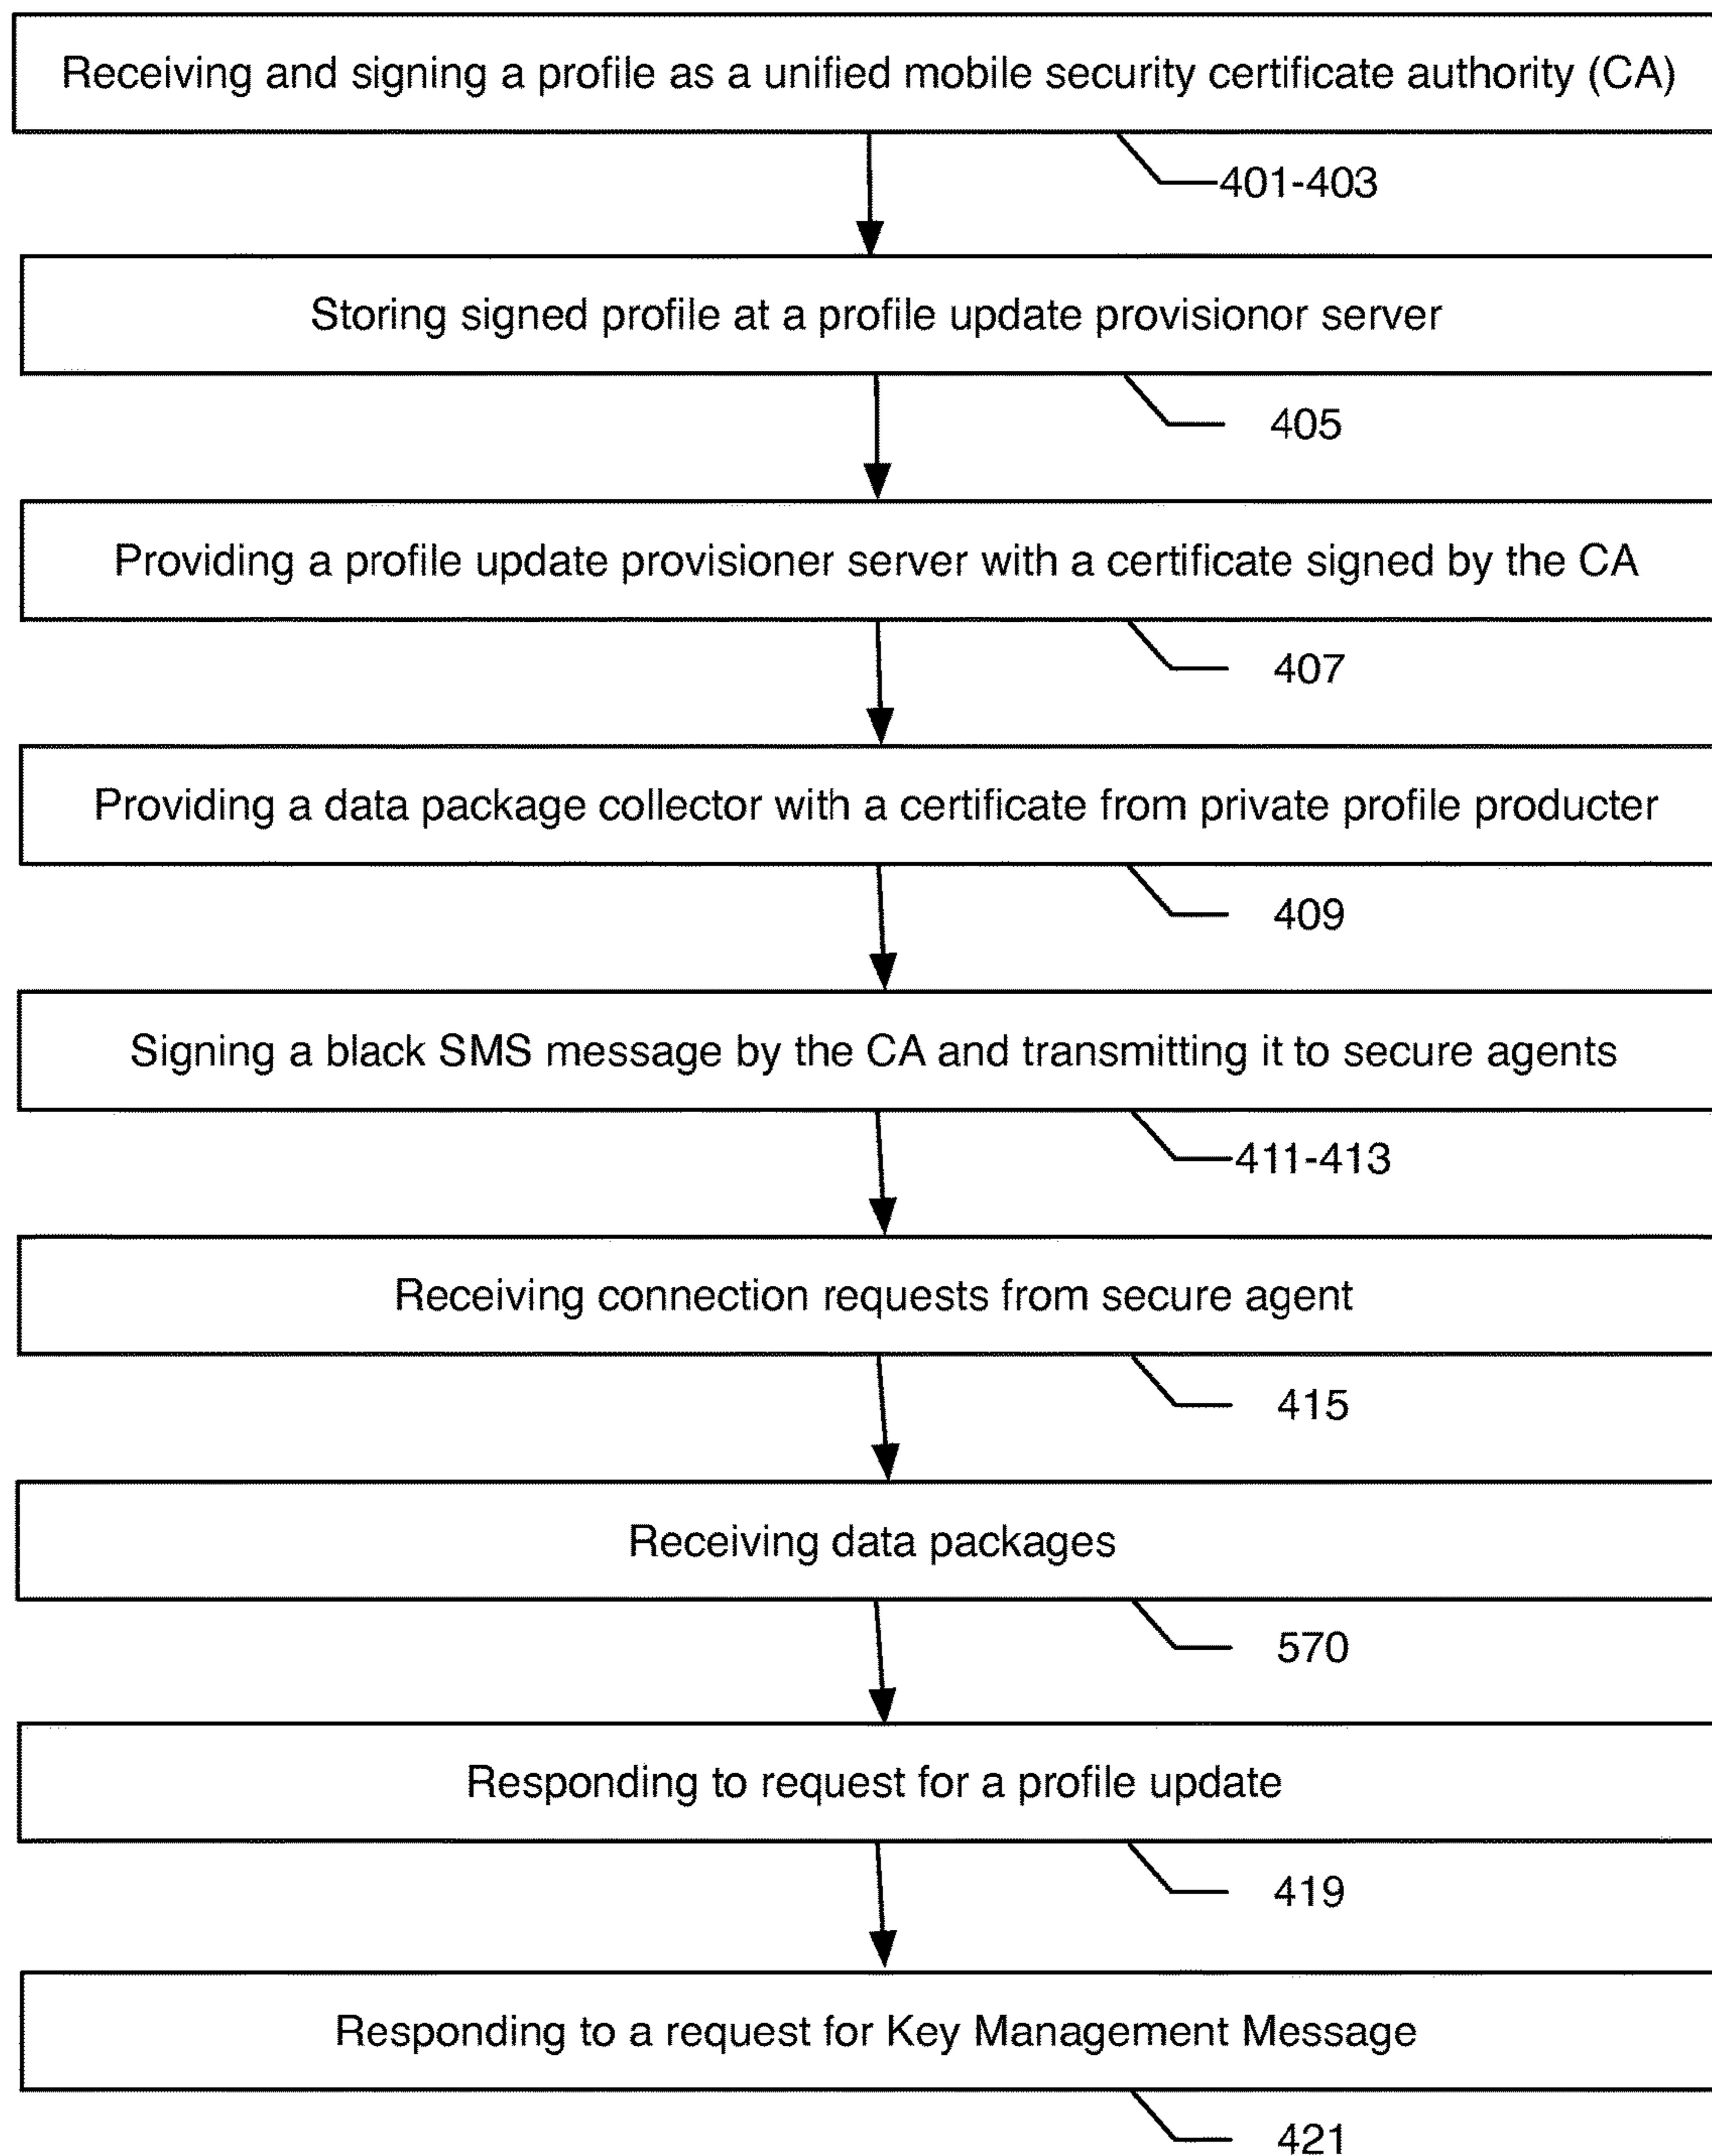 Receiving and signing a profile as a unified mobile security certificate authority (CA)
401-403
Storing signed profile at a profile update provisionor server
405
Providing a profile update provisioner server with a certificate signed by the CA
407
Providing a data package collector with a certificate from private profile producter
409
Signing a black SMS message by the CA and transmitting it to secure agents
411-413
Receiving connection requests from secure agent
415
Receiving data packages
570
Responding to request for a profile update
419
Responding to a request for Key Management Message
421